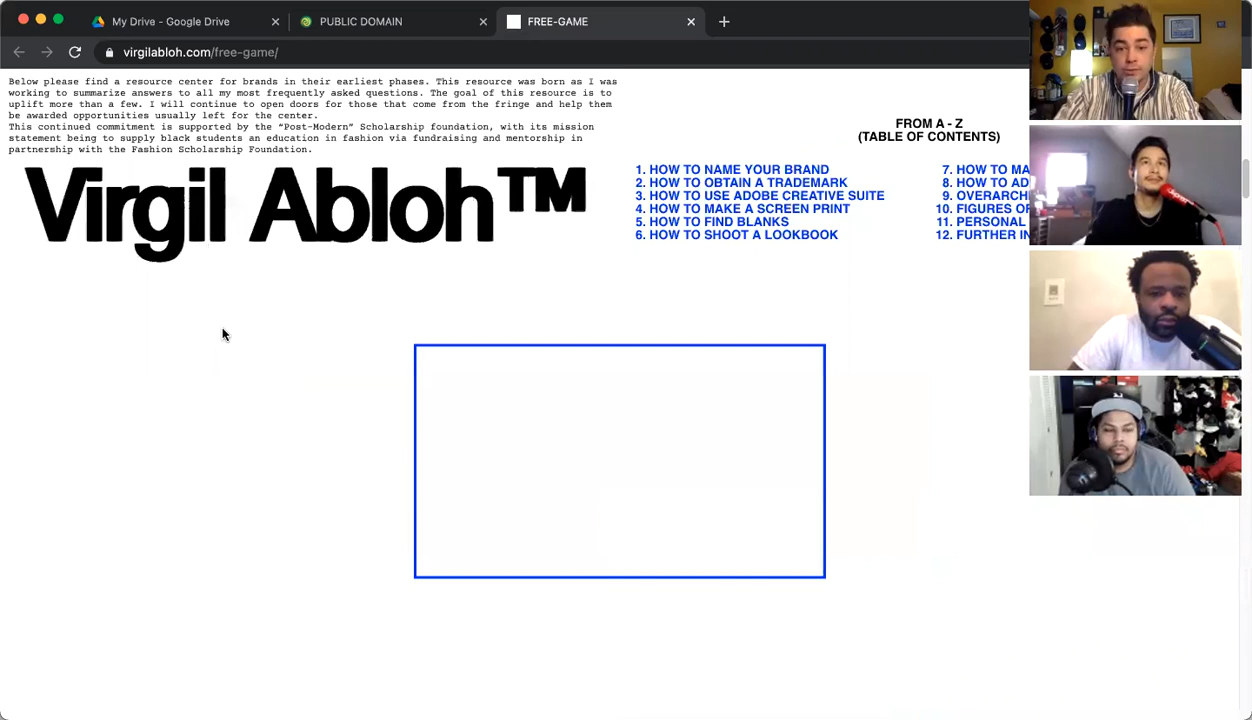 My Drive - Google Drive
PUBLIC DOMAIN
FREE-GAME
virgilabloh.com/free-game/
Below please find a resource center for brands in their earliest phases. This resource was born as I was
working to summarize answers to all my most frequently asked questions. The goal of this resource is to
uplift more than a few. I will continue to open doors for those that come from the fringe and help them
be awarded opportunities usually left for the center.
This continued commitment is supported by the “Post-Modern” Scholarship foundation, with its mission
statement being to supply black students an education in fashion via fundraising and mentorship in
partnership with the Fashion Scholarship Foundation.
Virgil Abloh™
FROM A - Z
(TABLE OF CONTENTS)
1. HOW TO NAME YOUR BRAND
2. HOW TO OBTAIN A TRADEMARK
3. HOW TO USE ADOBE CREATIVE SUITE
4. HOW TO MAKE A SCREEN PRINT
5. HOW TO FIND BLANKS
6. HOW TO SHOOT A LOOKBOOK
7. HOW TO MA
8. HOW TO AD
9. OVERARCH
10. FIGURES OF
11. PERSONAL
12. FURTHER IN